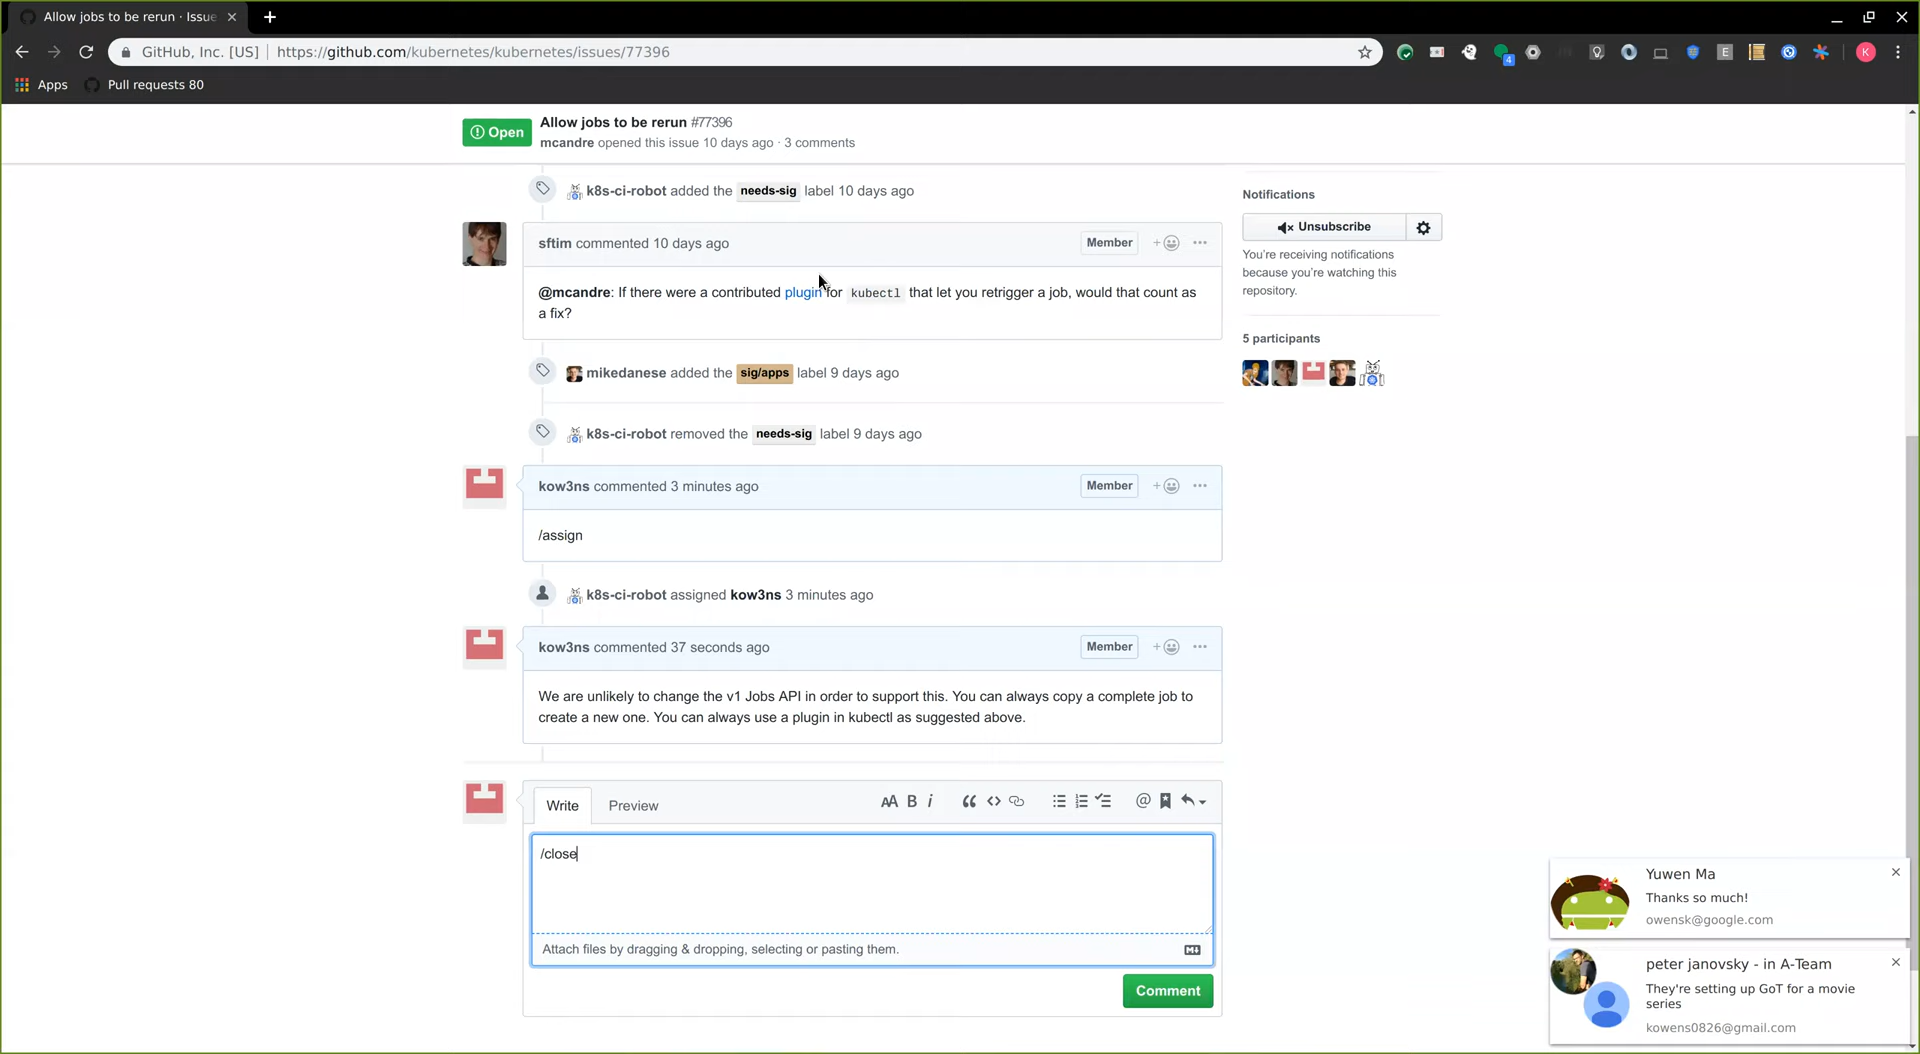 Allow jobs to be rerun · Issue
GitHub, Inc. [US] | https://github.com/kubernetes/kubernetes/issues/77396
4
E
K
Apps
Pull requests 80
Open
Allow jobs to be rerun #77396
mcandre opened this issue 10 days ago · 3 comments
k8s-ci-robot added the needs-sig label 10 days ago
sftim commented 10 days ago
Member
@mcandre: If there were a contributed plugin for kubectl that let you retrigger a job, would that count as
a fix?
mikedanese added the sig/apps label 9 days ago
k8s-ci-robot removed the needs-sig label 9 days ago
kow3ns commented 3 minutes ago
Member
/assign
k8s-ci-robot assigned kow3ns 3 minutes ago
kow3ns commented 37 seconds ago
Member
We are unlikely to change the v1 Jobs API in order to support this. You can always copy a complete job to
create a new one. You can always use a plugin in kubectl as suggested above.
Write
Preview
AA B i
/close
Attach files by dragging & dropping, selecting or pasting them.
Comment
Notifications
Unsubscribe
You're receiving notifications
because you're watching this
repository.
5 participants
Yuwen Ma
Thanks so much!
owensk@google.com
peter janovsky - in A-Team
They're setting up GoT for a movie
series
kowens0826@gmail.com